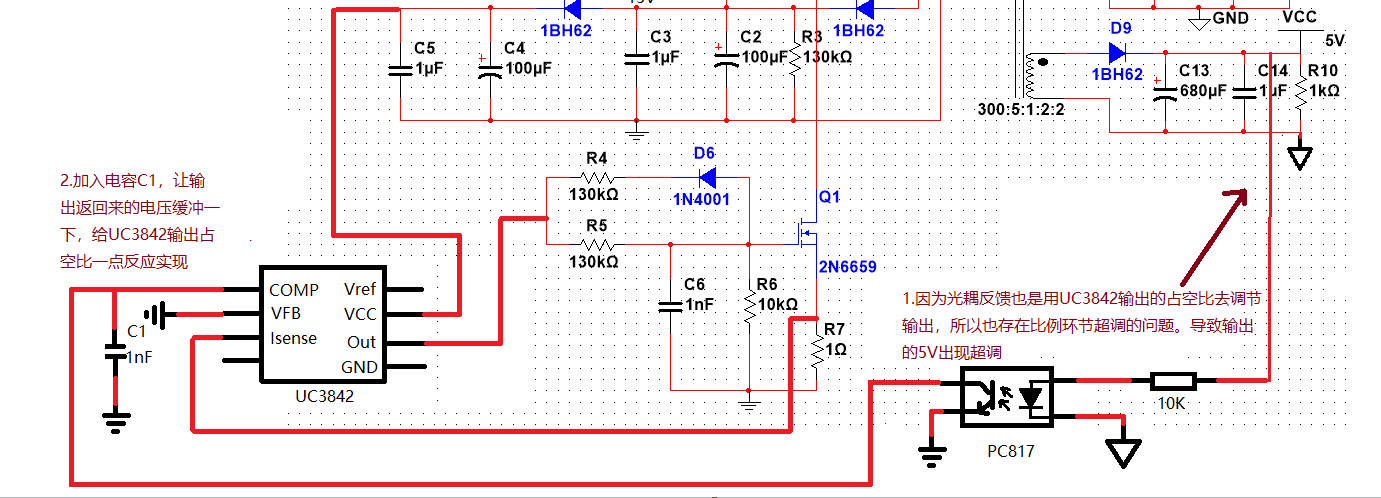 GND
VCC
5V
1BH62
1BH62
C5
1µF
C4
100µF
C3
1µF
C2
100µF
R3
130kΩ
D9
1BH62
C13
680µF
C14
1µF
R10
1kΩ
300:5:1:2:2
R4
130kΩ
D6
1N4001
R5
130kΩ
Q1
2N6659
C6
1nF
R6
10kΩ
R7
1Ω
2.加入电容C1，让输
出返回来的电压缓冲一
下，给UC3842输出占
空比一点反应实现
COMP
Vref
VFB
VCC
Isense
Out
GND
UC3842
C1
1nF
1.因为光耦反馈也是用UC3842输出的占空比去调节
输出，所以也存在比例环节超调的问题。导致输出
的5V出现超调
10K
PC817